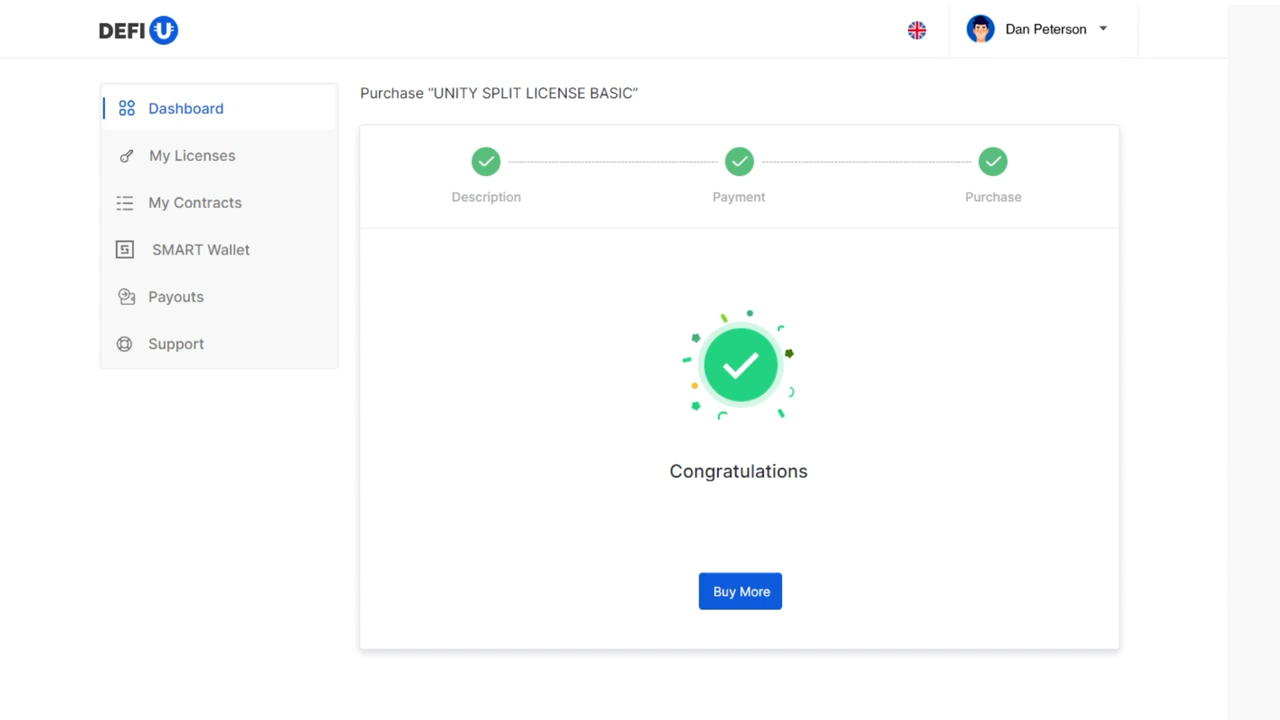 DEFI U
Dan Peterson
Dashboard
My Licenses
My Contracts
SMART Wallet
Payouts
Support
Purchase “UNITY SPLIT LICENSE BASIC”
Description
Payment
Purchase
Congratulations
Buy More